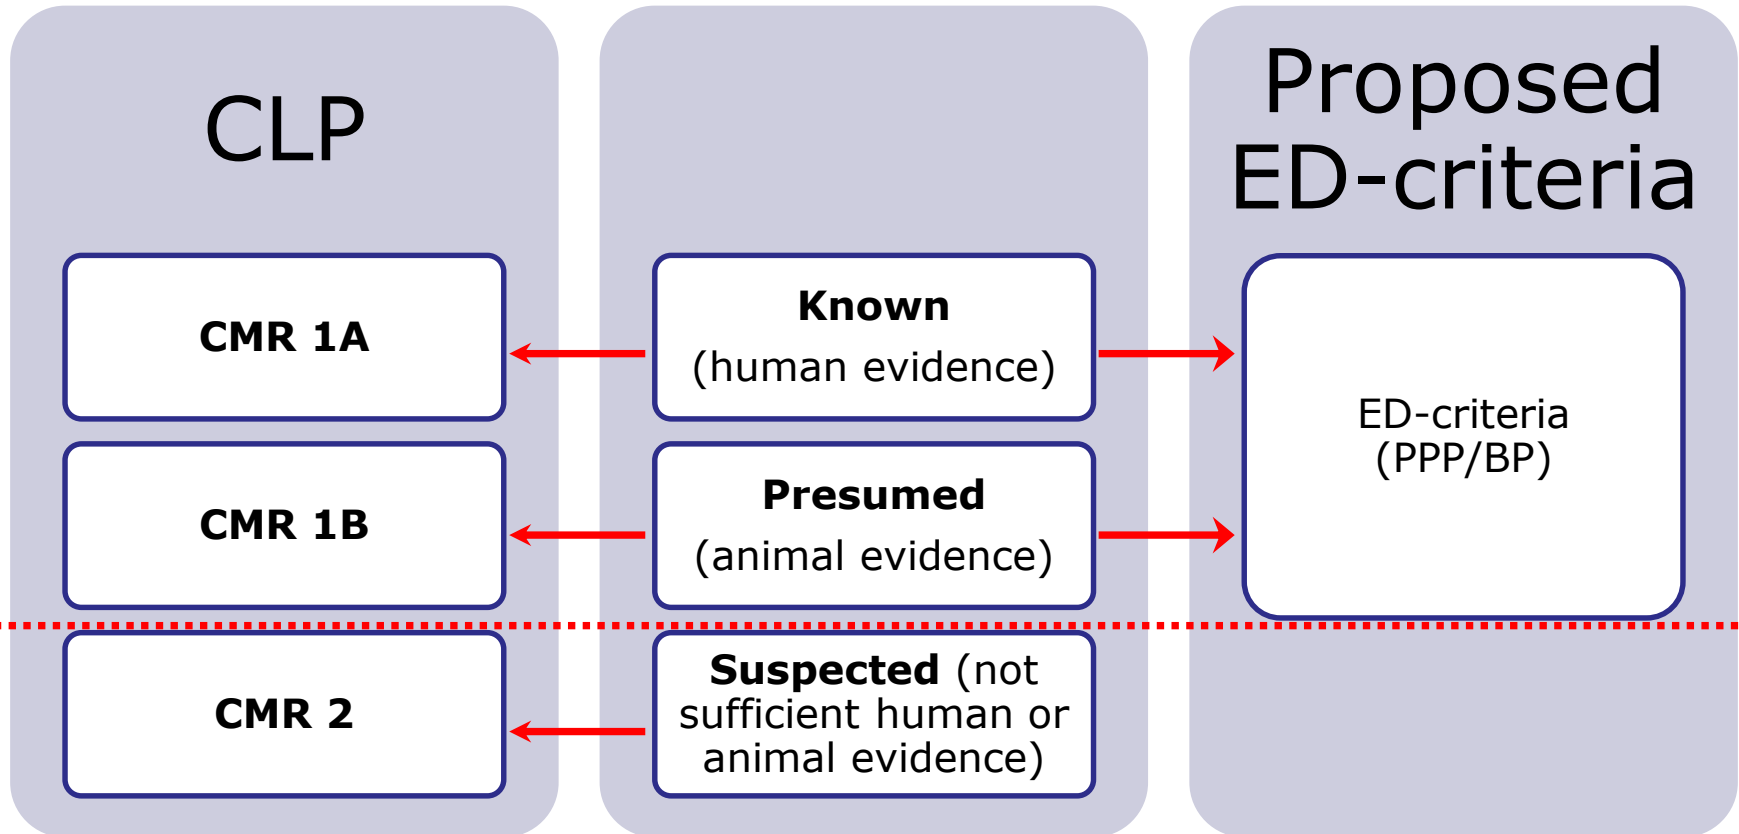 CLP
CMR 1A
CMR 1B
CMR 2
Known
(human evidence)
Presumed
(animal evidence)
Suspected (not
sufficient human or
animal evidence)
Proposed
ED-criteria
ED-criteria
(PPP/BP)